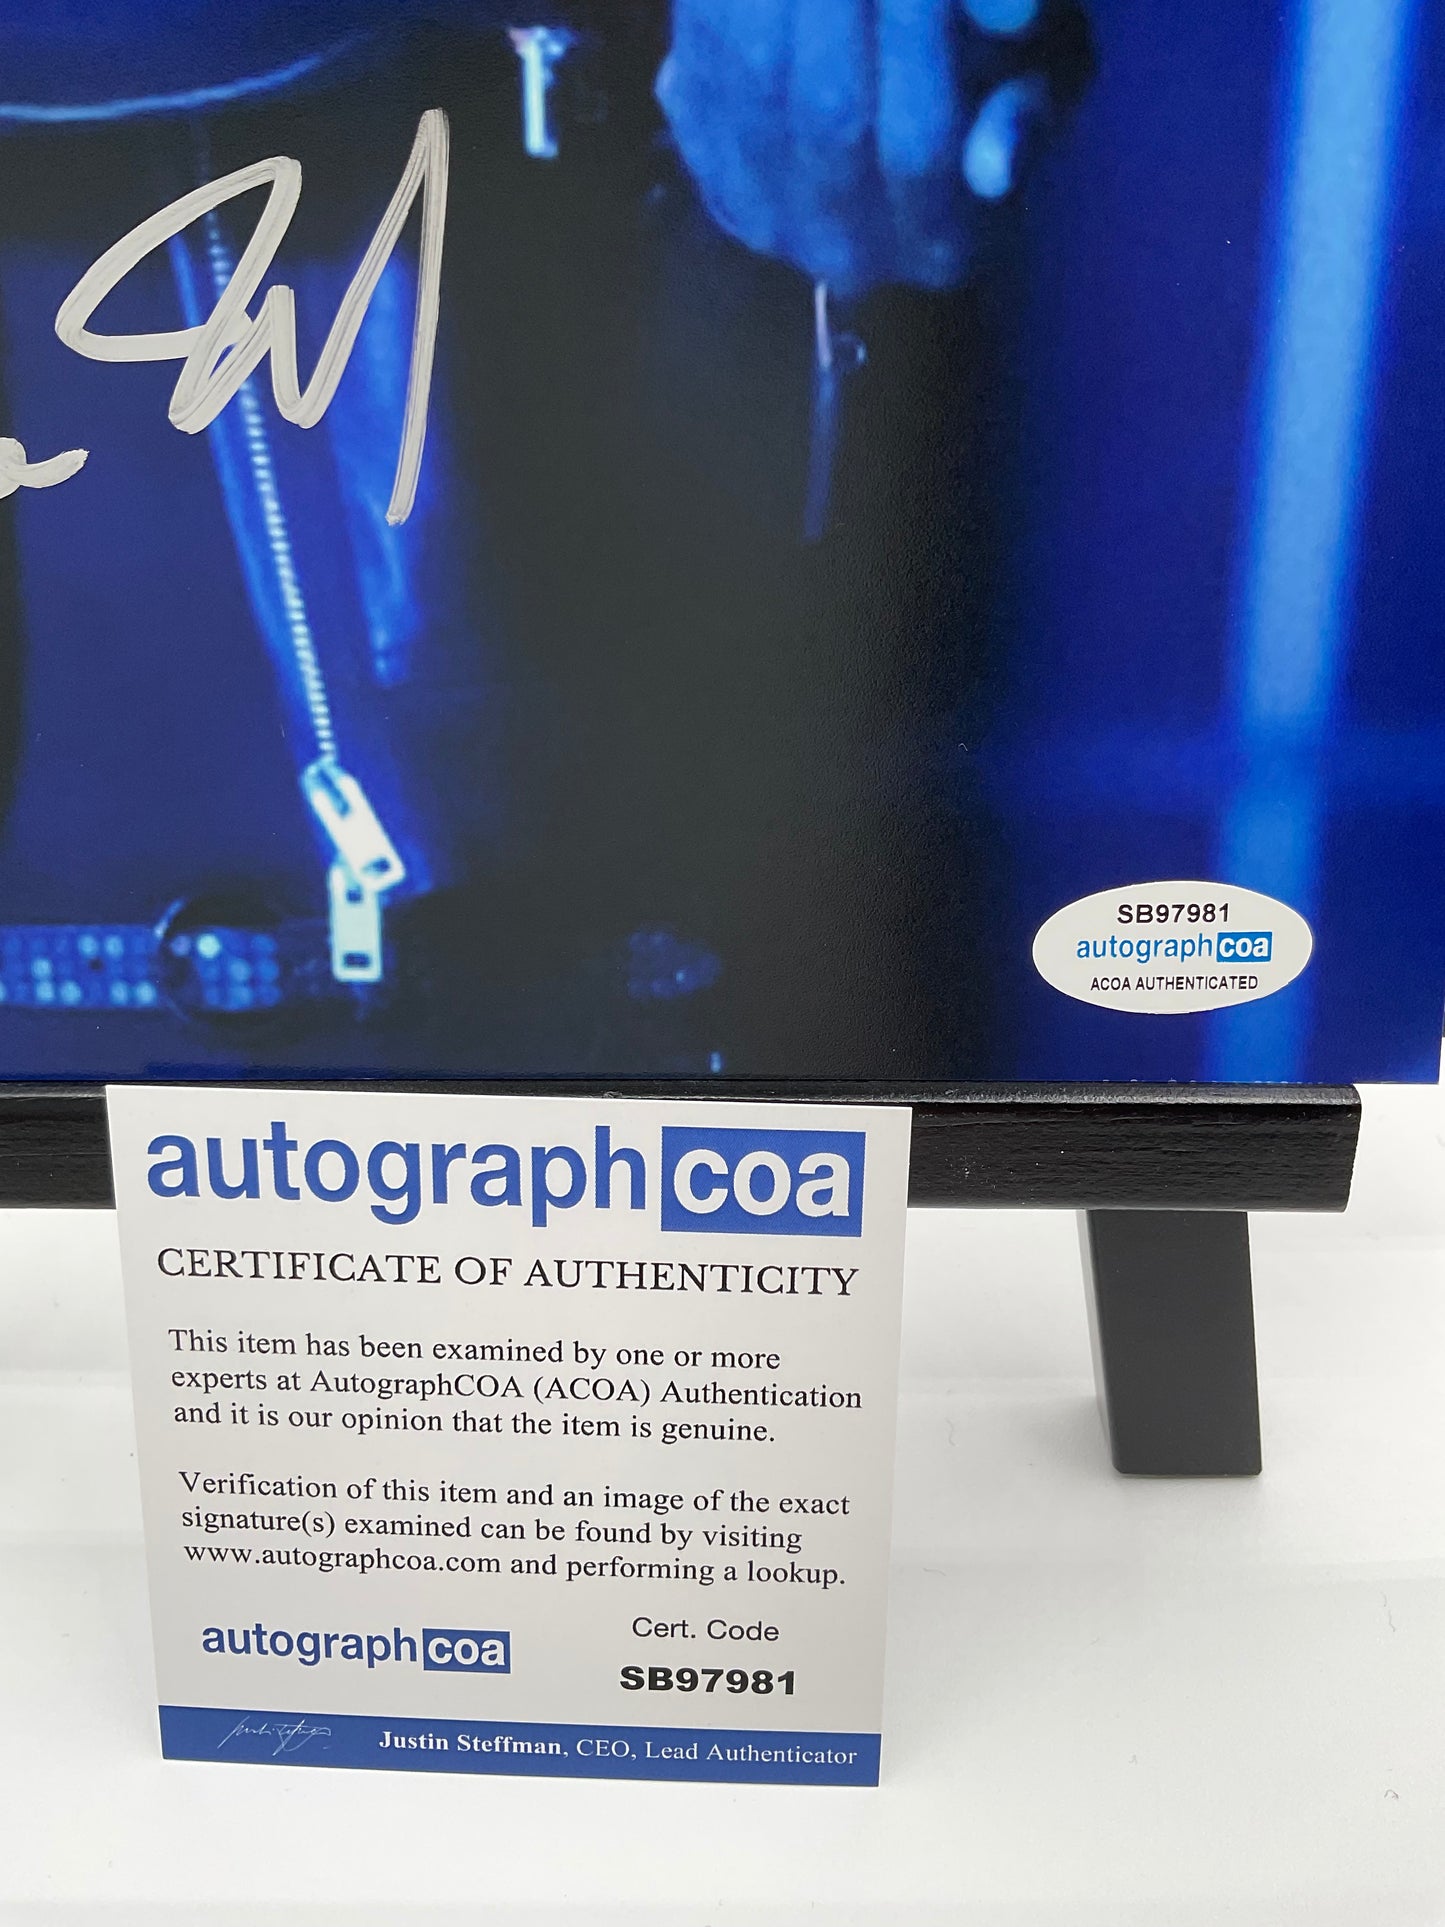 SB97981
autographcoa
ACOA AUTHENTICATED
autographcoa
CERTIFICATE OF AUTHENTICITY
This item has been examined by one or more
experts at AutographCOA (ACOA) Authentication
and it is our opinion that the item is genuine.
Verification of this item and an image of the exact
signature(s) examined can be found by visiting
www.autographcoa.com and performing a lookup.
autographcoa
Cert. Code
SB97981
Justin Steffman, CEO, Lead Authenticator